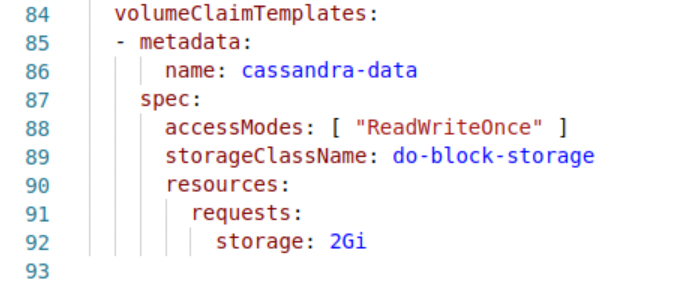 84 volumeClaimTemplates:
85 - metadata:
86 name: cassandra-data
87 spec:
88 accessModes: [ "ReadWriteOnce" ]
89 storageClassName: do-block-storage
90 resources:
91 requests:
92 storage: 2Gi
93